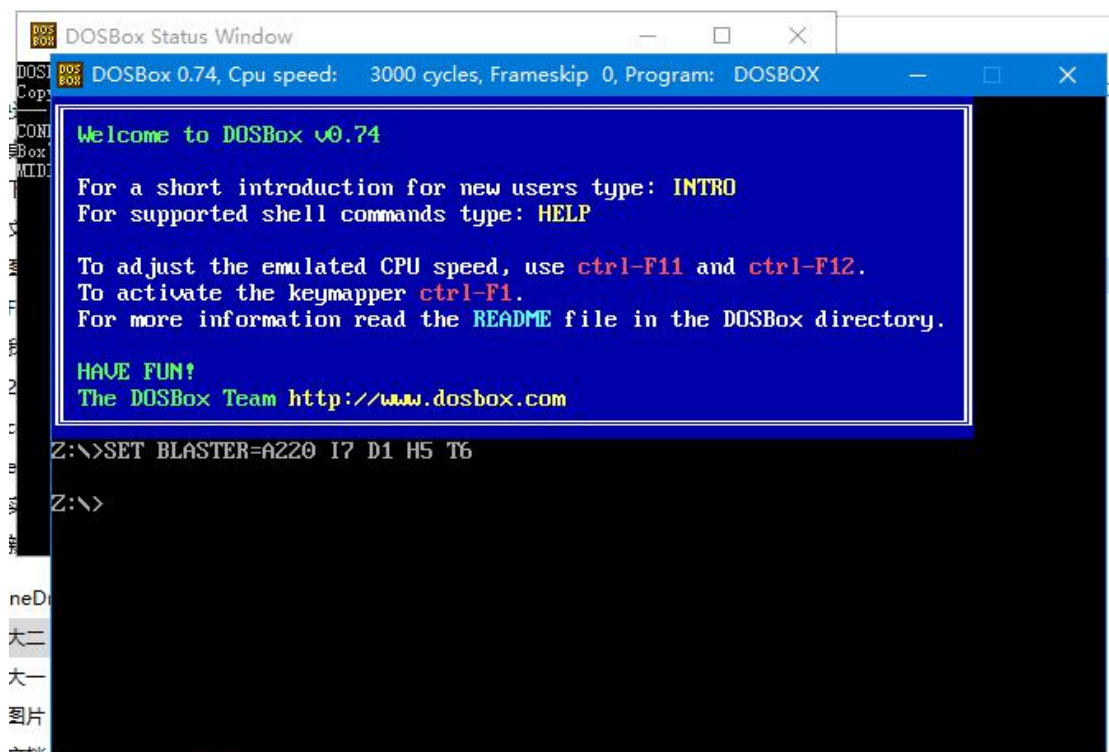 DOSBox Status Window
DOSBox 0.74, Cpu speed: 3000 cycles, Frameskip 0, Program: DOSBOX
Welcome to DOSBox v0.74
For a short introduction for new users type: INTRO
For supported shell commands type: HELP
To adjust the emulated CPU speed, use ctrl-F11 and ctrl-F12.
To activate the keymapper ctrl-F1.
For more information read the README file in the DOSBox directory.
HAVE FUN!
The DOSBox Team http://www.dosbox.com
Z:\>SET BLASTER=A220 I7 D1 H5 T6
Z:\>
大二
大一
图片